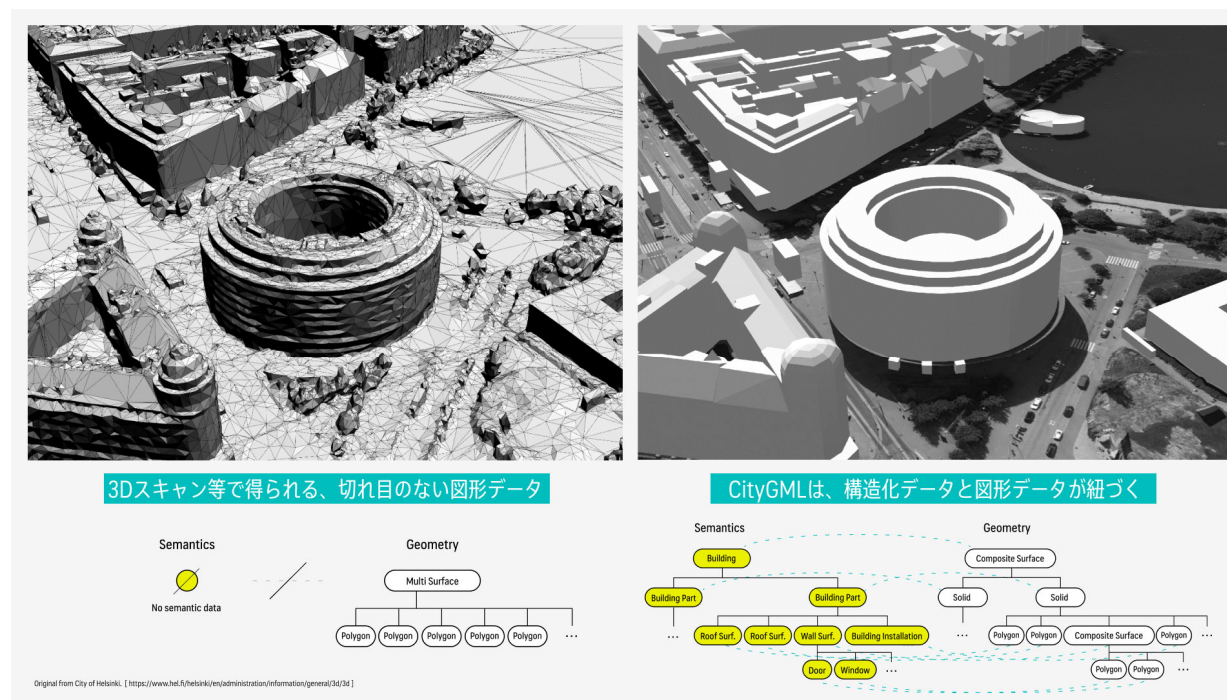 3Dスキャン等で得られる、切れ目のない図形データ
Semantics
Geometry
No semantic data
Multi Surface
Polygon Polygon Polygon Polygon Polygon ...
CityGMLは、構造化データと図形データが紐づく
Semantics
Geometry
Building
Composite Surface
Building Part
Building Part
Solid
Solid
...
Roof Surf. Roof Surf. Wall Surf. Building Installation
...
Polygon Polygon Composite Surface Polygon ...
Door Window ...
Polygon Polygon ...
Original from City of Helsinki. [ https://www.hel.fi/helsinki/en/administration/information/general/3d/3d ]